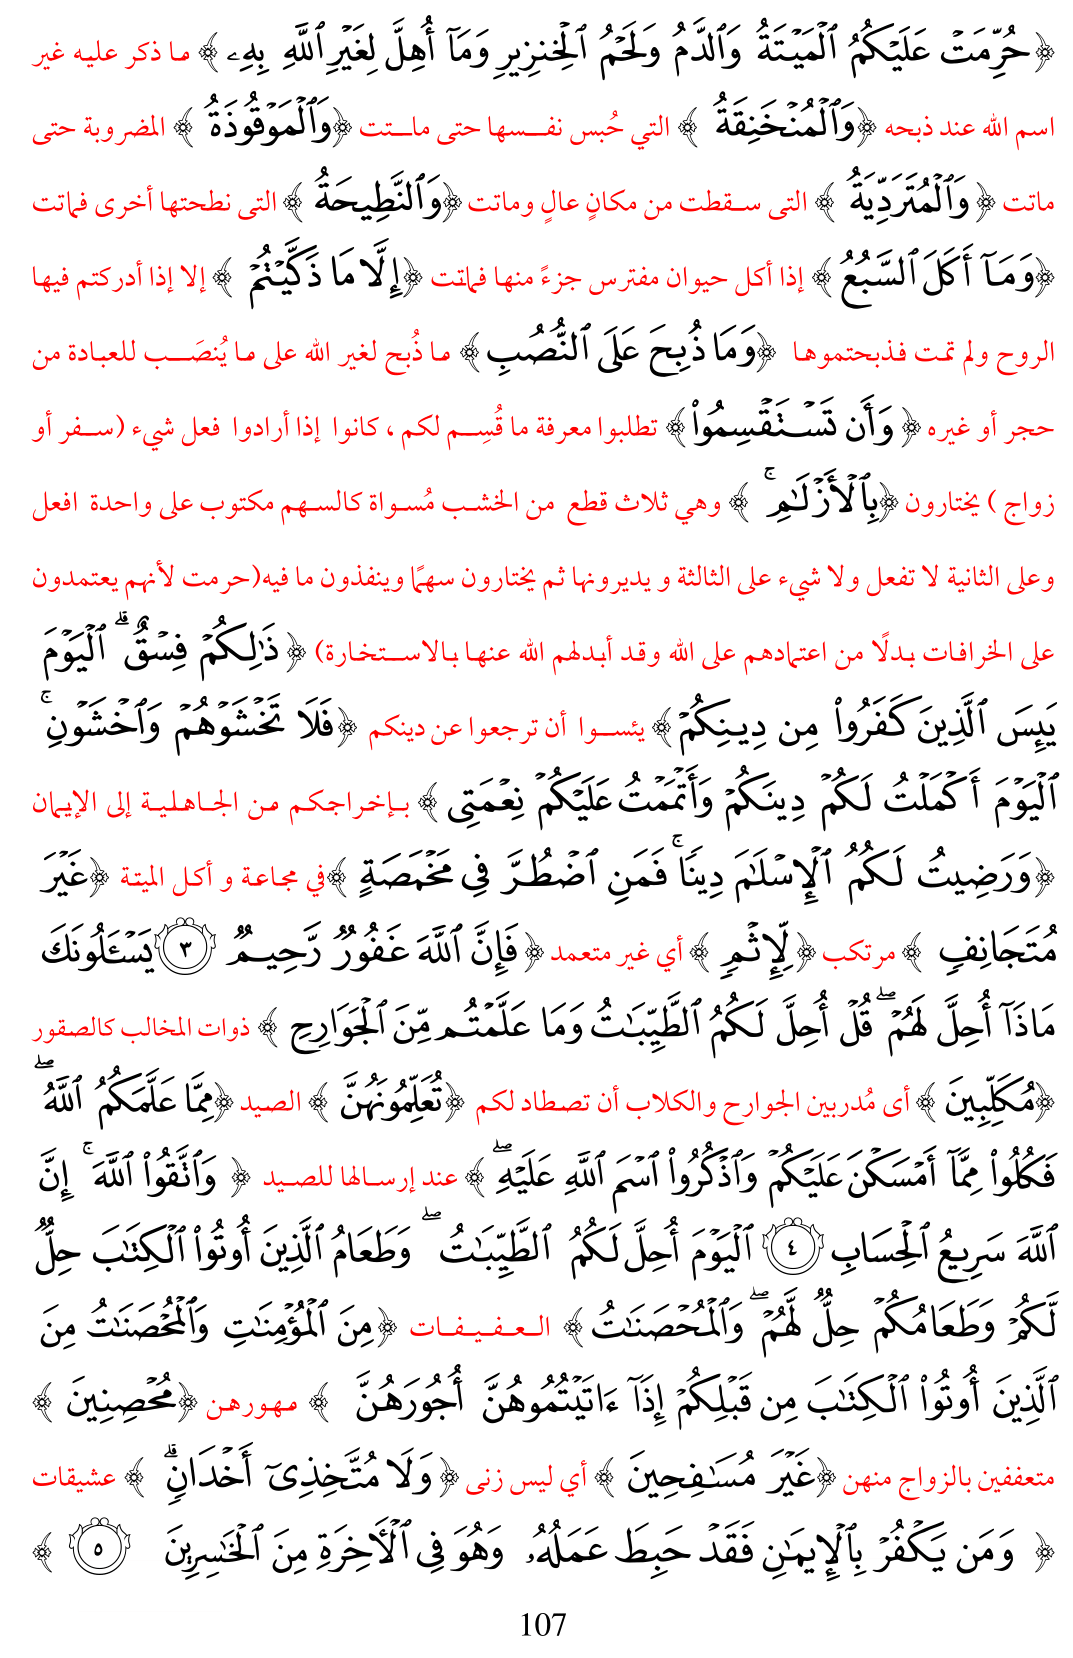 ﴿حُرِّمَتۡ عَلَيۡكُمُ ٱلۡمَيۡتَةُ وَٱلدَّمُ وَلَحۡمُ ٱلۡخِنزِيرِ وَمَآ أُهِلَّ لِغَيۡرِ ٱللَّهِ بِهِۦ﴾ ما ذكر عليه غير
اسم الله عند ذبحه ﴿وَٱلۡمُنۡخَنِقَةُ﴾ التي حُبس نفسها حتى ماتت ﴿وَٱلۡمَوۡقُوذَةُ﴾ المضروبة حتى
ماتت ﴿وَٱلۡمُتَرَدِّيَةُ﴾ التى سقطت من مكانٍ عالٍ وماتت ﴿وَٱلنَّطِيحَةُ﴾ التى نطحتها أخرى فماتت
﴿وَمَآ أَكَلَ ٱلسَّبُعُ﴾ إذا أكل حيوان مفترس جزءً منها فماتت ﴿إِلَّا مَا ذَكَّيۡتُمۡ﴾ إلا إذا أدركتم فيها
الروح ولم تمت فذبحتموها ﴿وَمَا ذُبِحَ عَلَى ٱلنُّصُبِ﴾ ما ذُبح لغير الله على ما يُنصَب للعبادة من
حجر أو غيره ﴿وَأَن تَسۡتَقۡسِمُواْ﴾ تطلبوا معرفة ما قُسِم لكم ، كانوا إذا أرادوا فعل شيء (سفر أو
زواج ) يختارون ﴿بِٱلۡأَزۡلَٰمِۚ﴾ وهي ثلاث قطع من الخشب مُسواة كالسهم مكتوب على واحدة افعل
وعلى الثانية لا تفعل ولا شيء على الثالثة و يديرونها ثم يختارون سهمًا وينفذون ما فيه(حرمت لأنهم يعتمدون
على الخرافات بدلًا من اعتمادهم على الله وقد أبدلهم الله عنها بالاستخارة) ﴿ذَٰلِكُمۡ فِسۡقٌۗ ٱلۡيَوۡمَ
يَئِسَ ٱلَّذِينَ كَفَرُواْ مِن دِينِكُمۡ﴾ يئسوا أن ترجعوا عن دينكم ﴿فَلَا تَخۡشَوۡهُمۡ وَٱخۡشَوۡنِۚ
ٱلۡيَوۡمَ أَكۡمَلۡتُ لَكُمۡ دِينَكُمۡ وَأَتۡمَمۡتُ عَلَيۡكُمۡ نِعۡمَتِى﴾ بإخراجكم من الجاهلية إلى الإيمان
﴿وَرَضِيتُ لَكُمُ ٱلۡإِسۡلَٰمَ دِينٗاۚ فَمَنِ ٱضۡطُرَّ فِى مَخۡمَصَةٍ﴾في مجاعة و أكل الميتة ﴿غَيۡرَ
مُتَجَانِفٖ﴾ مرتكب ﴿لِّإِثۡمٖ﴾ أي غير متعمد ﴿فَإِنَّ ٱللَّهَ غَفُورٞ رَّحِيمٞ ٣ يَسۡـَٔلُونَكَ
مَاذَآ أُحِلَّ لَهُمۡۖ قُلۡ أُحِلَّ لَكُمُ ٱلطَّيِّبَٰتُ وَمَا عَلَّمۡتُم مِّنَ ٱلۡجَوَارِحِ﴾ ذوات المخالب كالصقور
﴿مُكَلِّبِينَ﴾ أى مُدربين الجوارح والكلاب أن تصطاد لكم ﴿تُعَلِّمُونَهُنَّ﴾ الصيد ﴿مِمَّا عَلَّمَكُمُ ٱللَّهُۖ
فَكُلُواْ مِمَّآ أَمۡسَكۡنَ عَلَيۡكُمۡ وَٱذۡكُرُواْ ٱسۡمَ ٱللَّهِ عَلَيۡهِۖ﴾ عند إرسالها للصيد ﴿وَٱتَّقُواْ ٱللَّهَۚ إِنَّ
ٱللَّهَ سَرِيعُ ٱلۡحِسَابِ ٤ ٱلۡيَوۡمَ أُحِلَّ لَكُمُ ٱلطَّيِّبَٰتُۖ وَطَعَامُ ٱلَّذِينَ أُوتُواْ ٱلۡكِتَٰبَ حِلّٞ
لَّكُمۡ وَطَعَامُكُمۡ حِلّٞ لَّهُمۡۖ وَٱلۡمُحۡصَنَٰتُ﴾ العفيفات ﴿مِنَ ٱلۡمُؤۡمِنَٰتِ وَٱلۡمُحۡصَنَٰتُ مِنَ
ٱلَّذِينَ أُوتُواْ ٱلۡكِتَٰبَ مِن قَبۡلِكُمۡ إِذَآ ءَاتَيۡتُمُوهُنَّ أُجُورَهُنَّ﴾ مهورهن ﴿مُحۡصِنِينَ﴾
متعففين بالزواج منهن ﴿غَيۡرَ مُسَٰفِحِينَ﴾ أي ليس زنى ﴿وَلَا مُتَّخِذِىٓ أَخۡدَانٖۗ﴾ عشيقات
﴿وَمَن يَكۡفُرۡ بِٱلۡإِيمَٰنِ فَقَدۡ حَبِطَ عَمَلُهُۥ وَهُوَ فِى ٱلۡأٓخِرَةِ مِنَ ٱلۡخَٰسِرِينَ ٥﴾
107